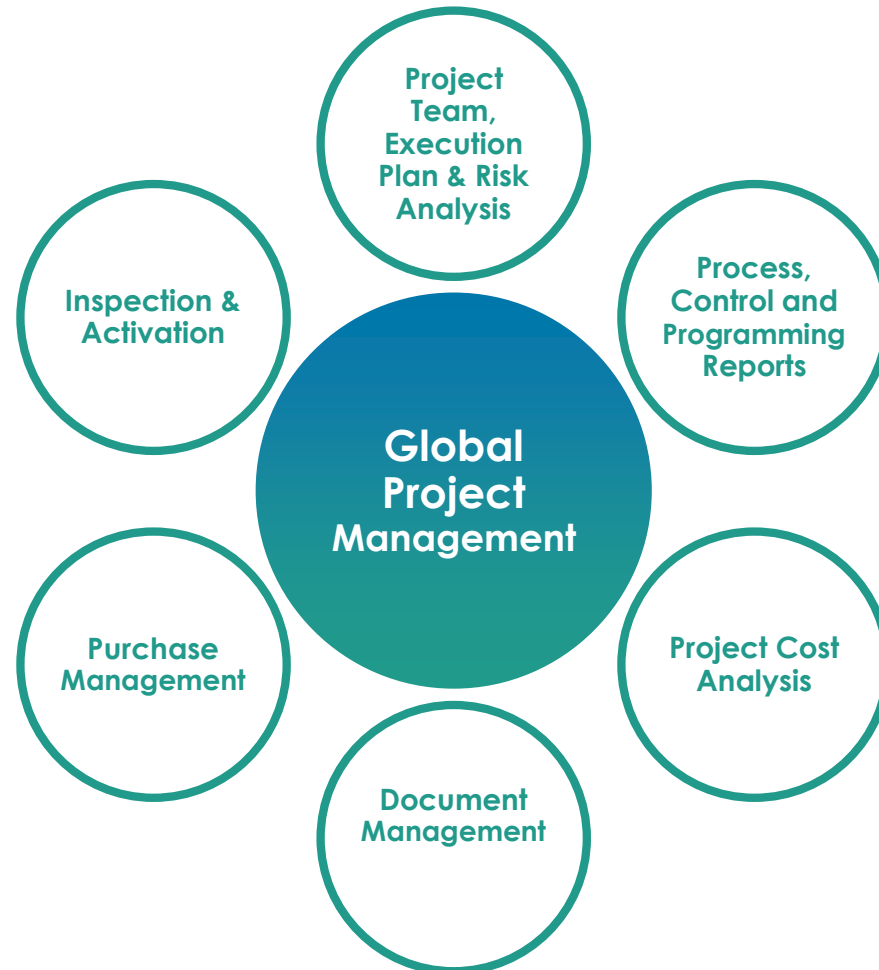 Project
Team,
Execution
Plan & Risk
Analysis
Process,
Control and
Programming
Reports
Project Cost
Analysis
Document
Management
Purchase
Management
Inspection &
Activation
Global
Project
Management